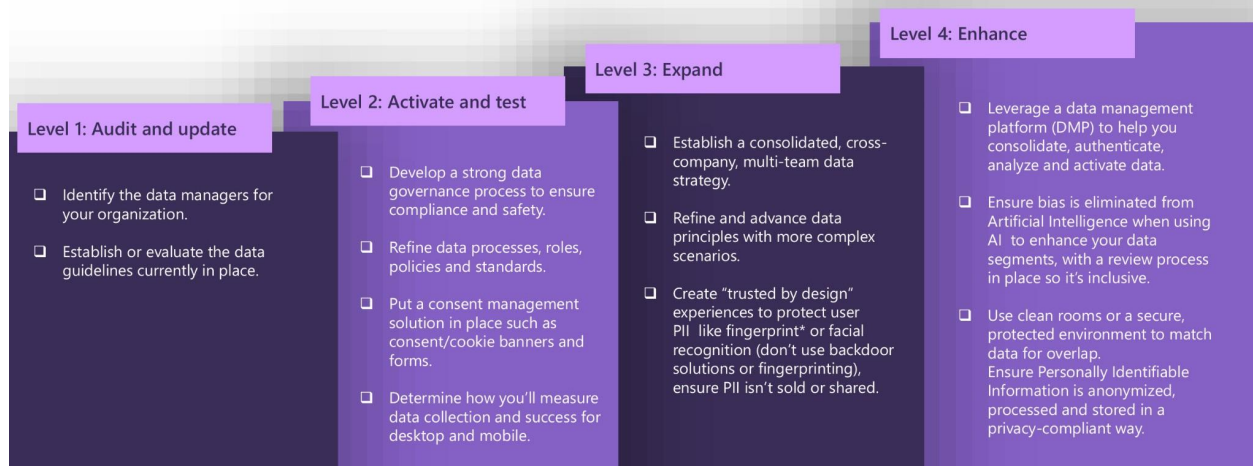 Level 1: Audit and update
❑ Identify the data managers for
your organization.
❑ Establish or evaluate the data
guidelines currently in place.
Level 2: Activate and test
❑ Develop a strong data
governance process to ensure
compliance and safety.
❑ Refine data processes, roles,
policies and standards.
❑ Put a consent management
solution in place such as
consent/cookie banners and
forms.
❑ Determine how you’ll measure
data collection and success for
desktop and mobile.
Level 3: Expand
❑ Establish a consolidated, cross-
company, multi-team data
strategy.
❑ Refine and advance data
principles with more complex
scenarios.
❑ Create “trusted by design”
experiences to protect user
PII like fingerprint* or facial
recognition (don’t use backdoor
solutions or fingerprinting),
ensure PII isn’t sold or shared.
Level 4: Enhance
❑ Leverage a data management
platform (DMP) to help you
consolidate, authenticate,
analyze and activate data.
❑ Ensure bias is eliminated from
Artificial Intelligence when using
AI to enhance your data
segments, with a review process
in place so it’s inclusive.
❑ Use clean rooms or a secure,
protected environment to match
data for overlap.
Ensure Personally Identifiable
Information is anonymized,
processed and stored in a
privacy-compliant way.